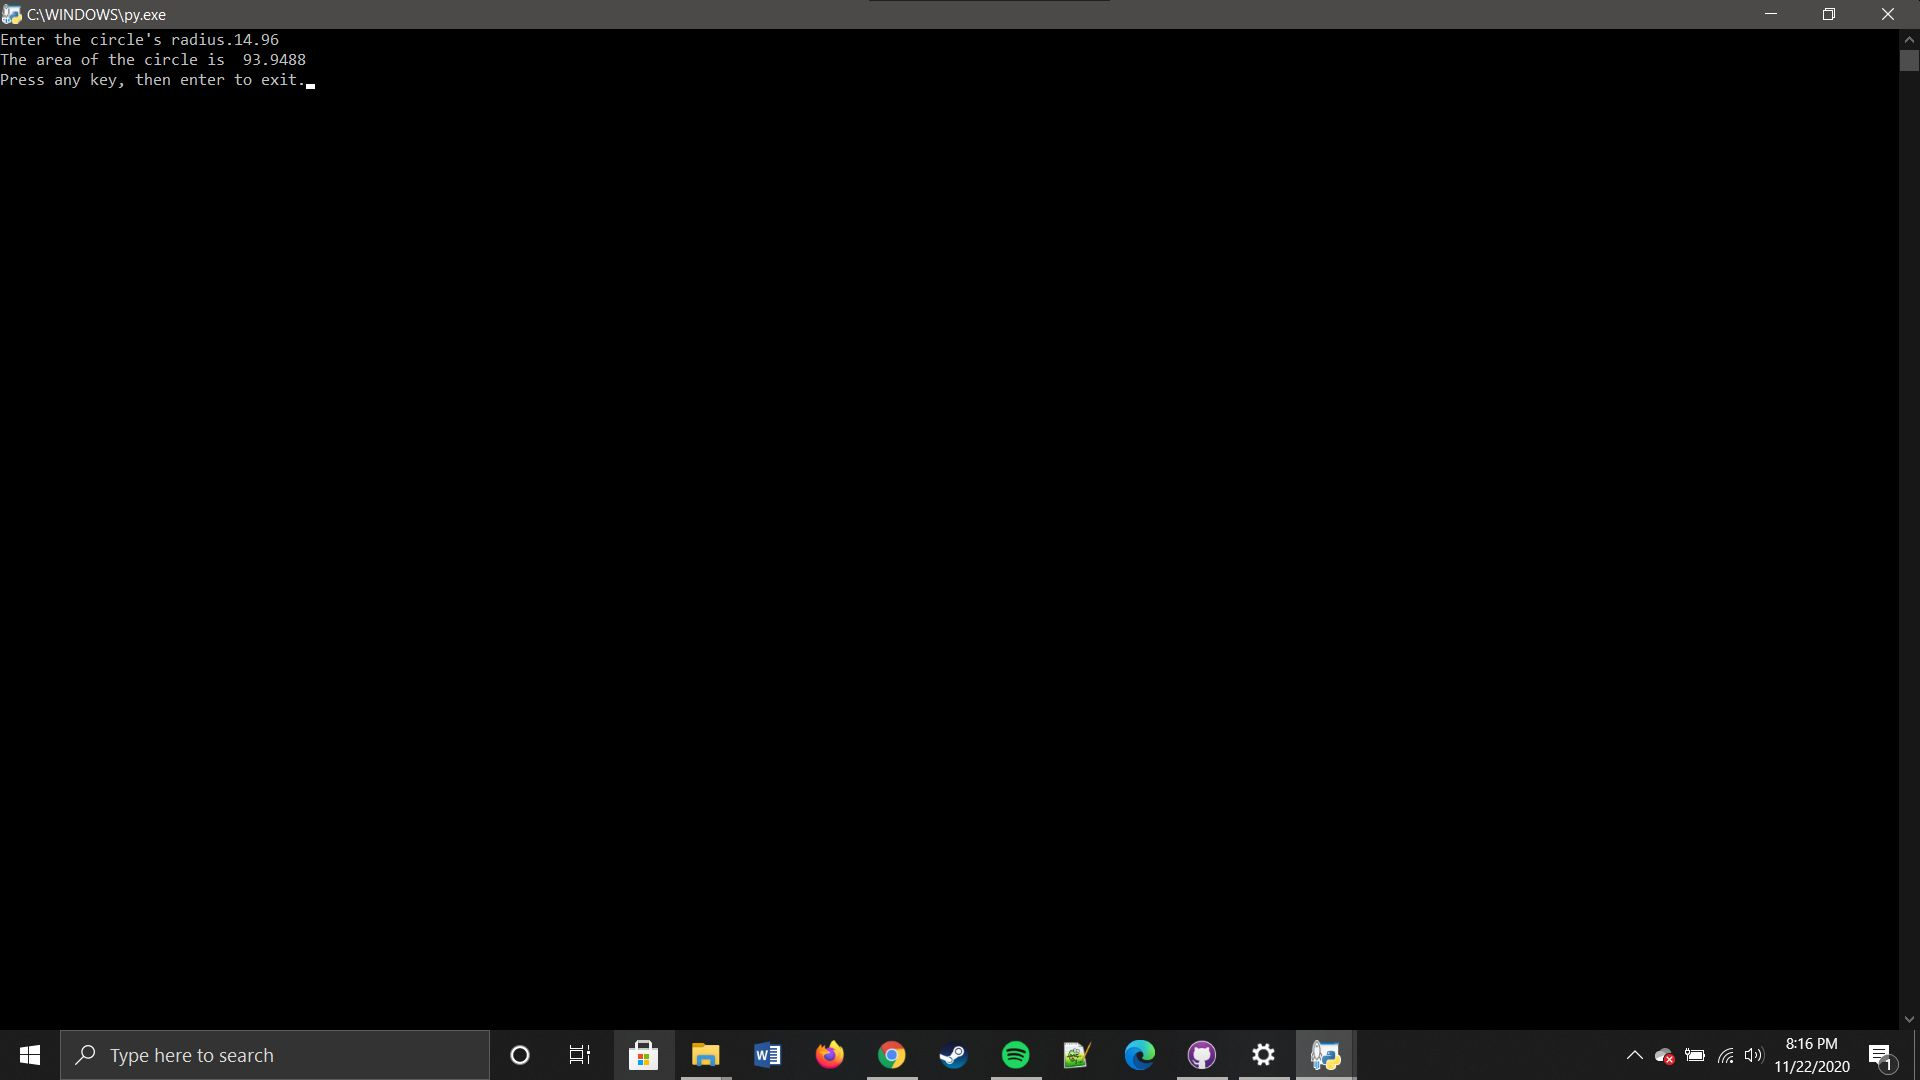 C:\WINDOWS\py.exe
Enter the circle's radius.14.96
The area of the circle is  93.9488
Press any key, then enter to exit.
Type here to search
8:16 PM
11/22/2020
1